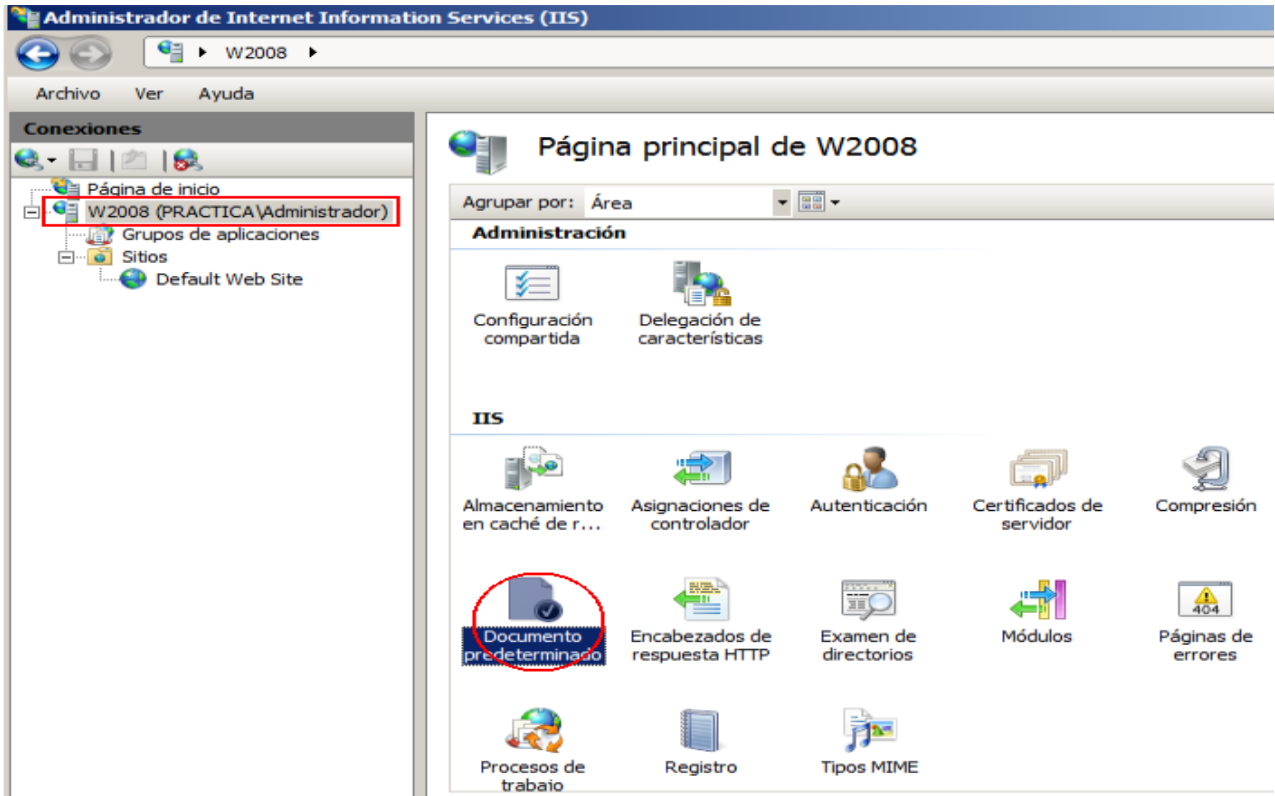 Administrador de Internet Information Services (IIS)
W2008
Archivo Ver Ayuda
Conexiones
Página de inicio
W2008 (PRACTICA\Administrador)
Grupos de aplicaciones
Sitios
Default Web Site
Página principal de W2008
Agrupar por: Área
Administración
Configuración
compartida
Delegación de
características
IIS
Almacenamiento
en caché de r...
Asignaciones de
controlador
Autenticación
Certificados de
servidor
Compresión
Documento
predeterminado
Encabezados de
respuesta HTTP
Examen de
directorios
Módulos
404
Páginas de
errores
Procesos de
trabajo
Registro
Tipos MIME